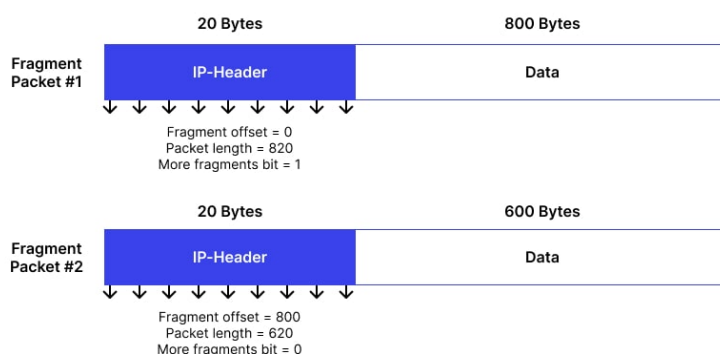 20 Bytes 800 Bytes
Fragment
Packet #1
IP-Header
Data
Fragment offset = 0
Packet length = 820
More fragments bit = 1
20 Bytes 600 Bytes
Fragment
Packet #2
IP-Header
Data
Fragment offset = 800
Packet length = 620
More fragments bit = 0